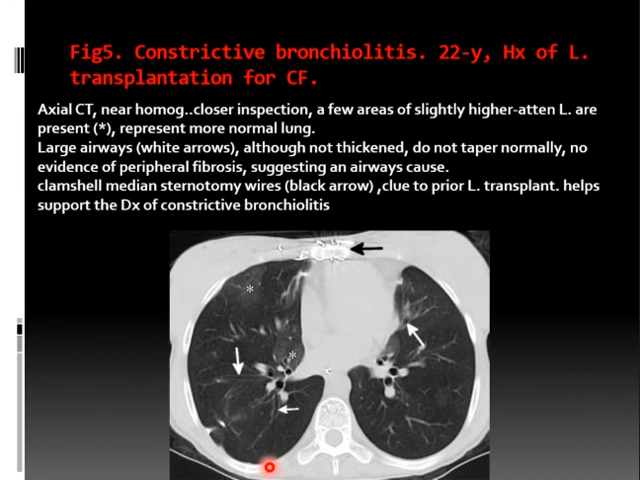 Fig5. Constrictive bronchiolitis. 22-y, Hx of L.
transplantation for CF.
Axial CT, near homog..closer inspection, a few areas of slightly higher-atten L. are
present (*), represent more normal lung.
Large airways (white arrows), although not thickened, do not taper normally, no
evidence of peripheral fibrosis, suggesting an airways cause.
clamshell median sternotomy wires (black arrow) ,clue to prior L. transplant. helps
support the Dx of constrictive bronchiolitis
*
*